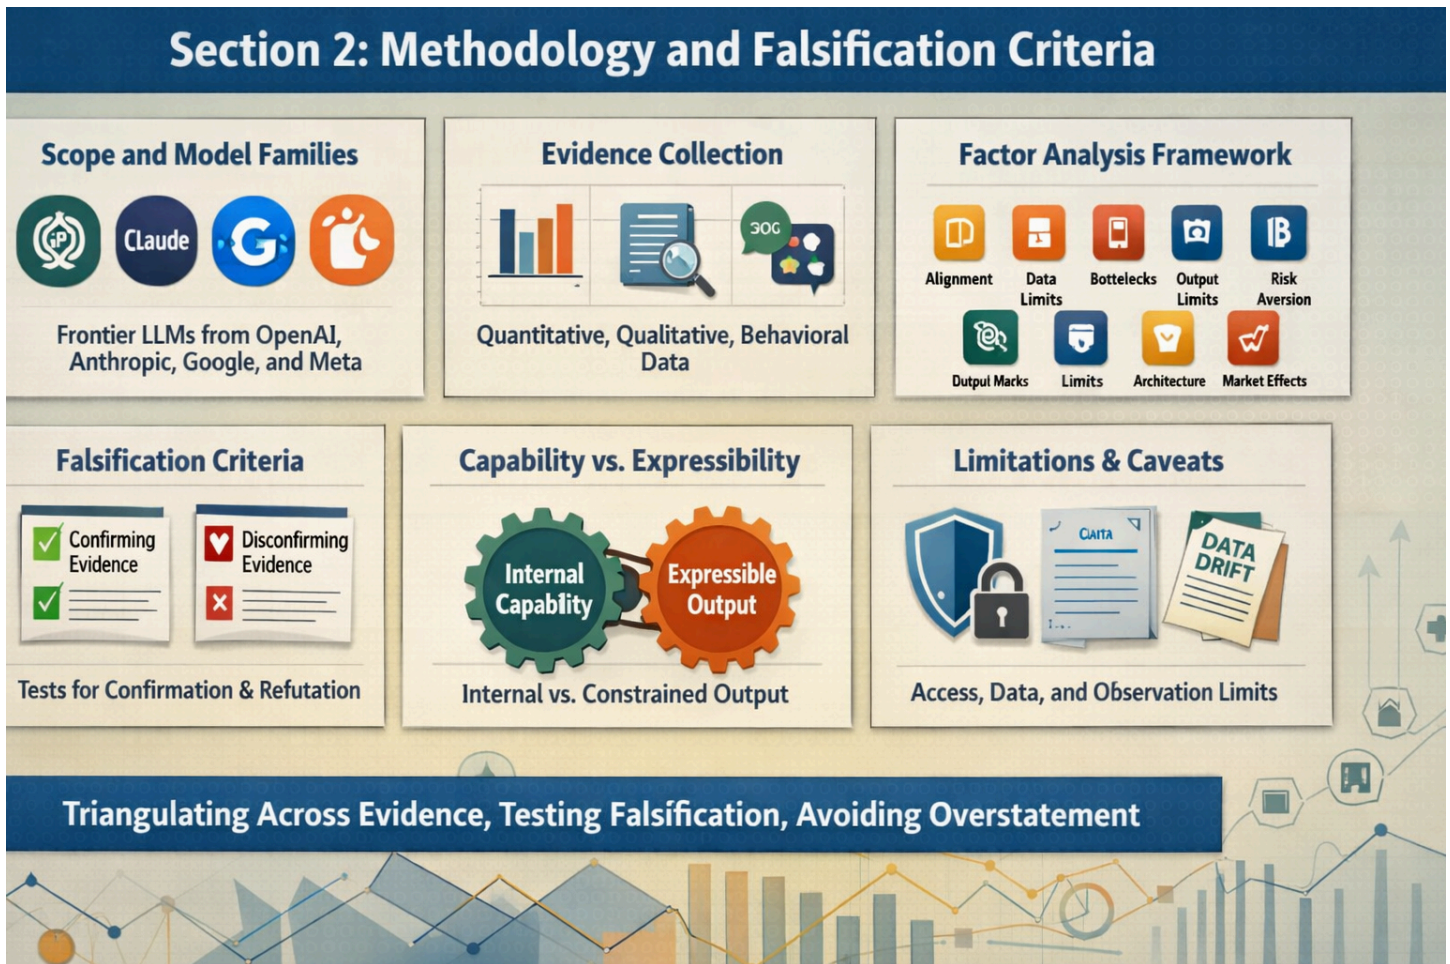 Section 2: Methodology and Falsification Criteria
Scope and Model Families
iP
Claude
G
Frontier LLMs from OpenAI,
Anthropic, Google, and Meta
Evidence Collection
Quantitative, Qualitative, Behavioral
Data
Factor Analysis Framework
Alignment
Data
Limits
Bottelecks
Output
Limits
Risk
Aversion
Dutpul Marks
Limits
Architecture
Market Effects
Falsification Criteria
Confirming
Evidence
Disconfirming
Evidence
Tests for Confirmation & Refutation
Capability vs. Expressibility
Internal
Capability
Expressible
Output
Internal vs. Constrained Output
Limitations & Caveats
DATA
DRIFT
Access, Data, and Observation Limits
Triangulating Across Evidence, Testing Falsification, Avoiding Overstatement